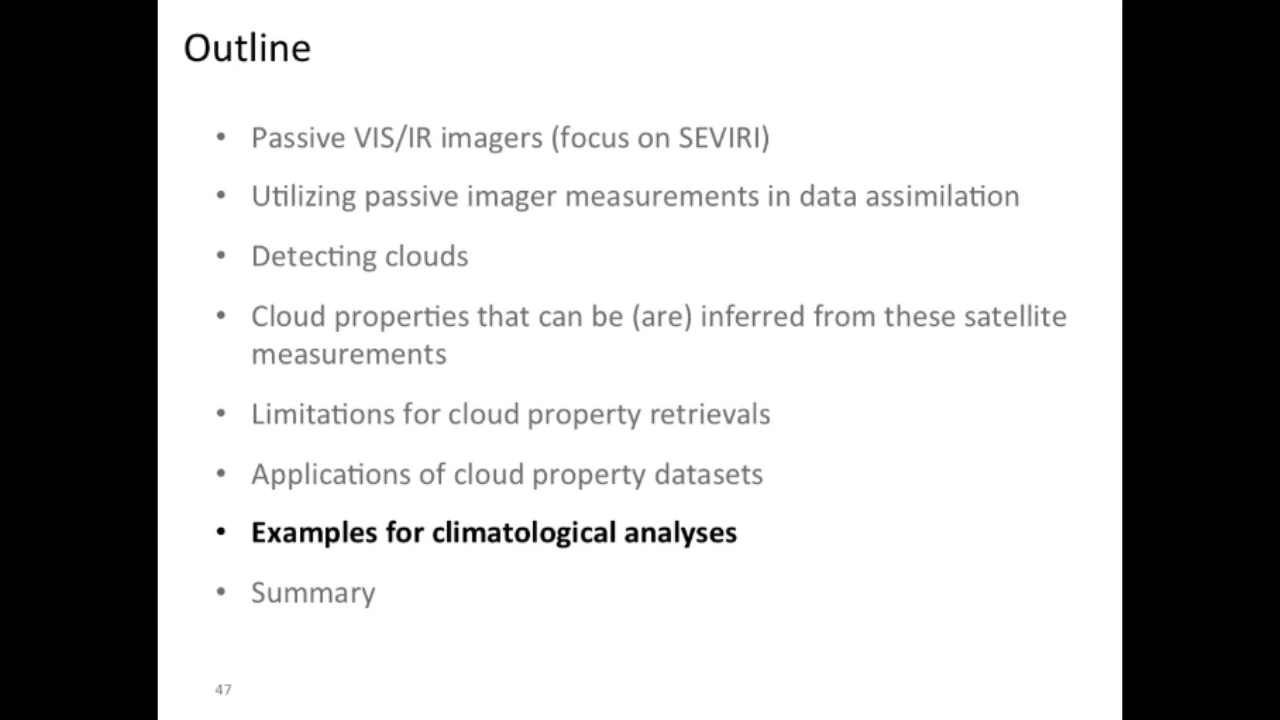 Outline
• Passive VIS/IR imagers (focus on SEVIRI)
• Utilizing passive imager measurements in data assimilation
• Detecting clouds
• Cloud properties that can be (are) inferred from these satellite
measurements
• Limitations for cloud property retrievals
• Applications of cloud property datasets
• Examples for climatological analyses
• Summary
47